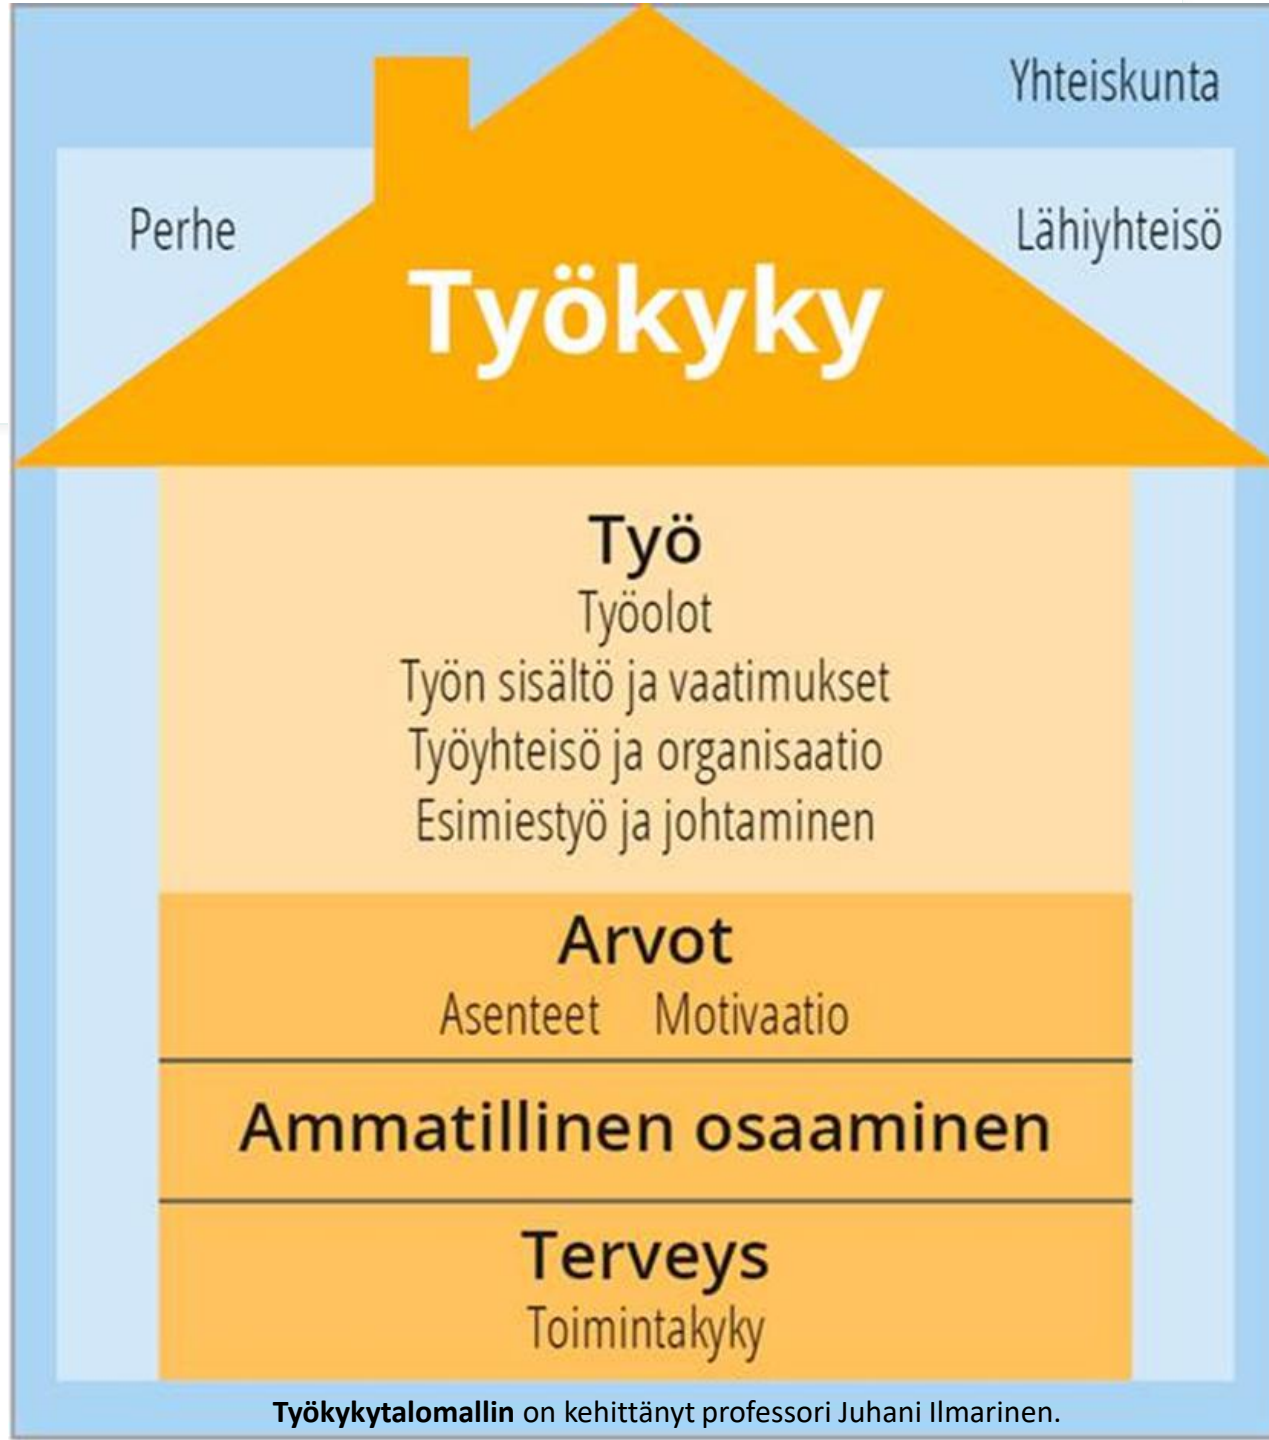 Yhteiskunta
Perhe
Lähiyhteisö
Työkyky
Työ
Työolot
Työn sisältö ja vaatimukset
Työyhteisö ja organisaatio
Esimiestyö ja johtaminen
Arvot
Asenteet Motivaatio
Ammatillinen osaaminen
Terveys
Toimintakyky
Työkykytalomallin on kehittänyt professori Juhani Ilmarinen.